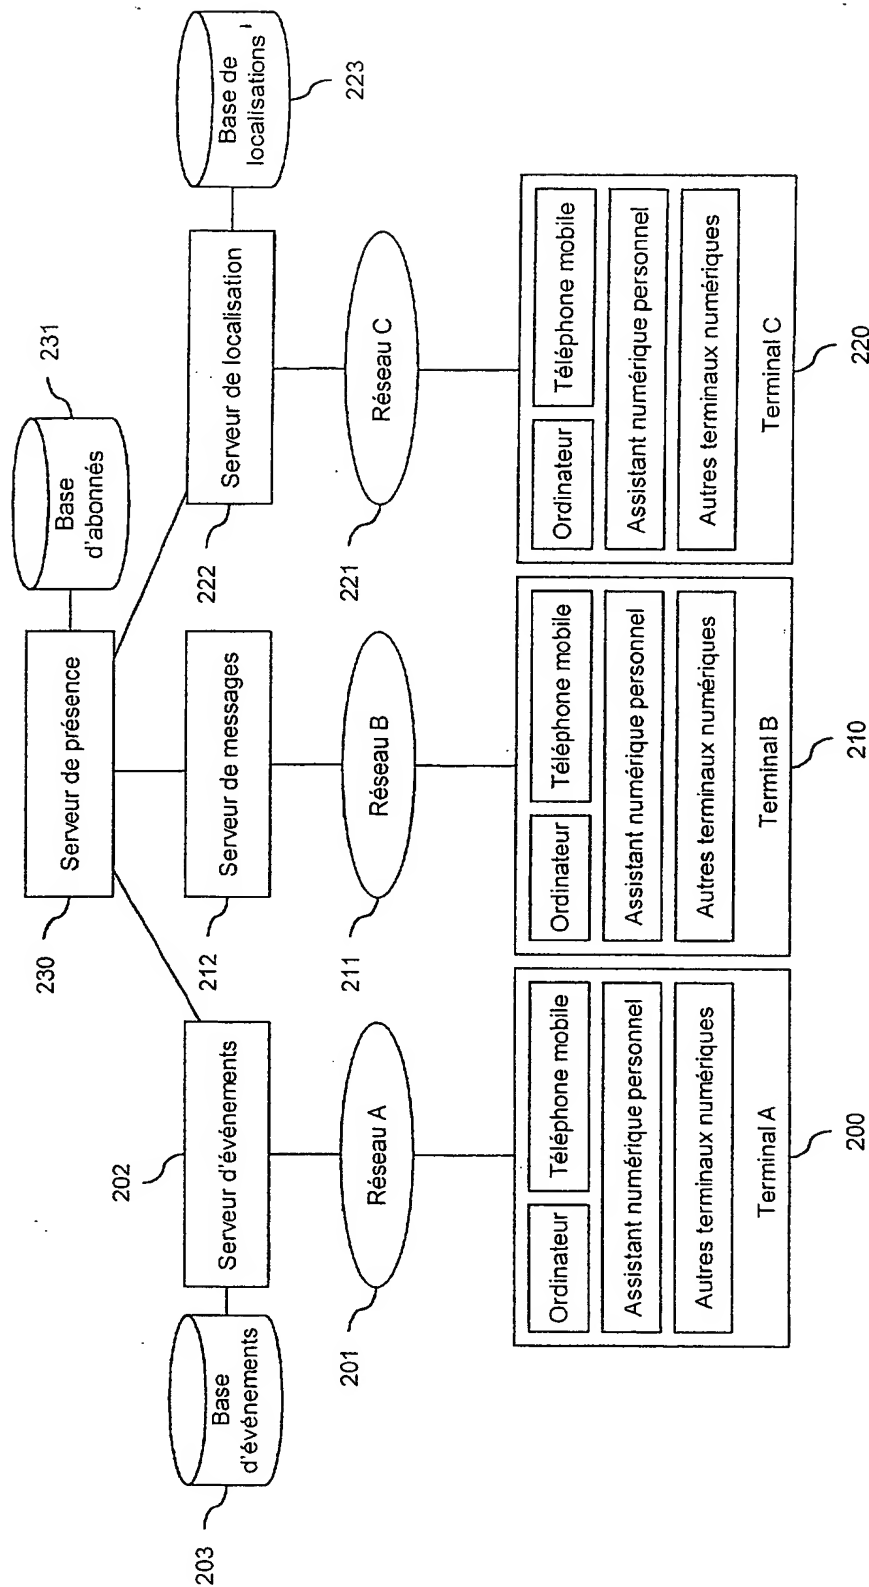 231
Base
d'abonnés
230
Serveur de présence
203
Base
d'événements
202
Serveur d'événements
212
Serveur de messages
222
Serveur de localisation
Base de
localisations
223
201
Réseau A
211
Réseau B
221
Réseau C
Ordinateur
Téléphone mobile
Assistant numérique personnel
Autres terminaux numériques
Terminal A
200
Ordinateur
Téléphone mobile
Assistant numérique personnel
Autres terminaux numériques
Terminal B
210
Ordinateur
Téléphone mobile
Assistant numérique personnel
Autres terminaux numériques
Terminal C
220